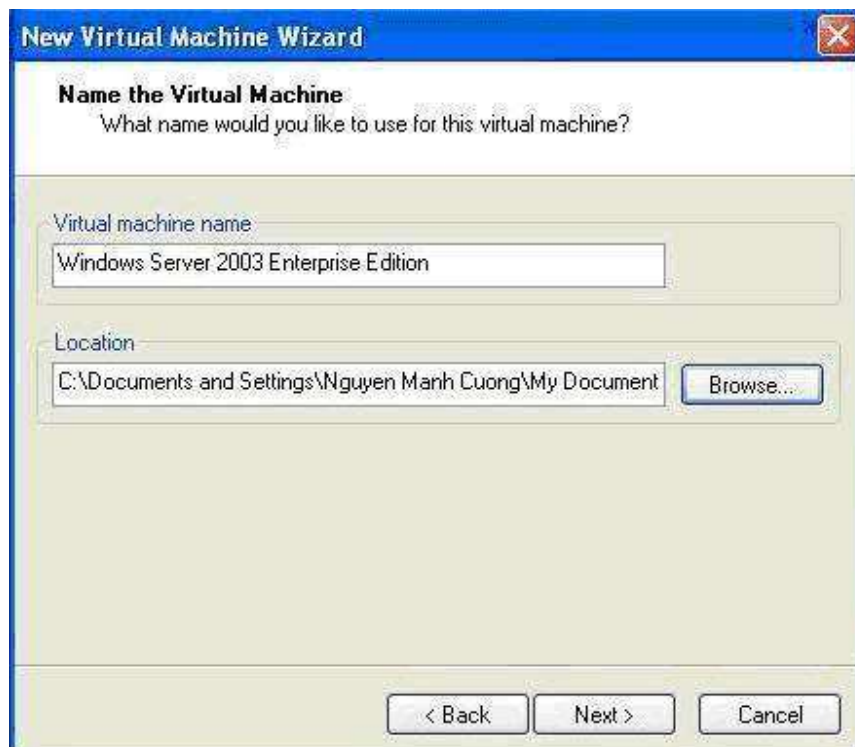 New Virtual Machine Wizard
Name the Virtual Machine
What name would you like to use for this virtual machine?
Virtual machine name
Windows Server 2003 Enterprise Edition
Location
C:\Documents and Settings\Nguyen Manh Cuong\My Document
Browse...
< Back
Next >
Cancel